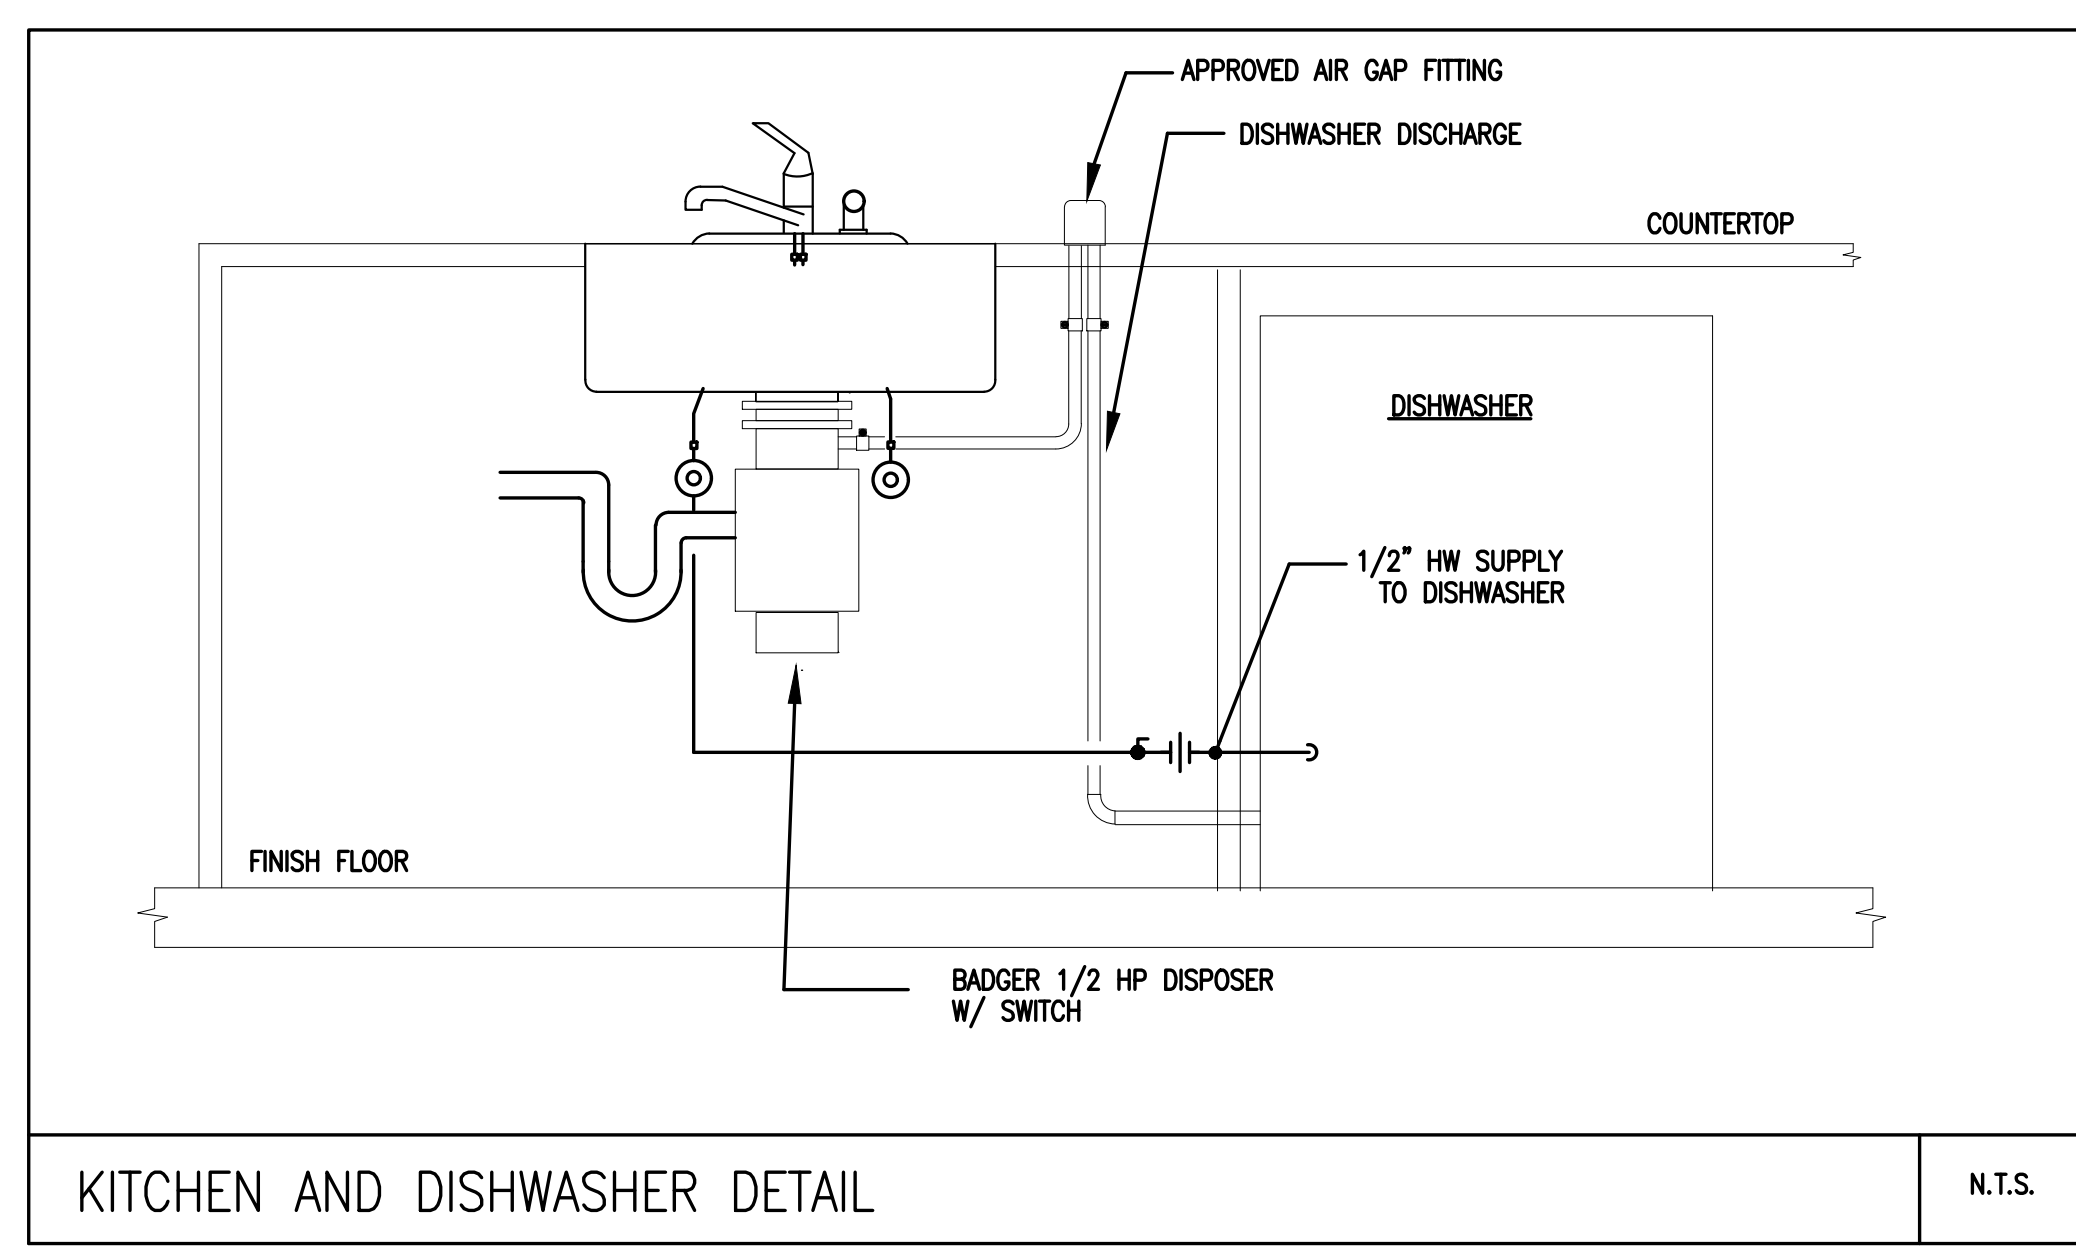 APPROVED AIR GAP FITTING
DISHWASHER DISCHARGE
COUNTERTOP
DISHWASHER
1/2" HW SUPPLY
TO DISHWASHER
FINISH FLOOR
BADGER 1/2 HP DISPOSER
W/ SWITCH
KITCHEN AND DISHWASHER DETAIL
N.T.S.